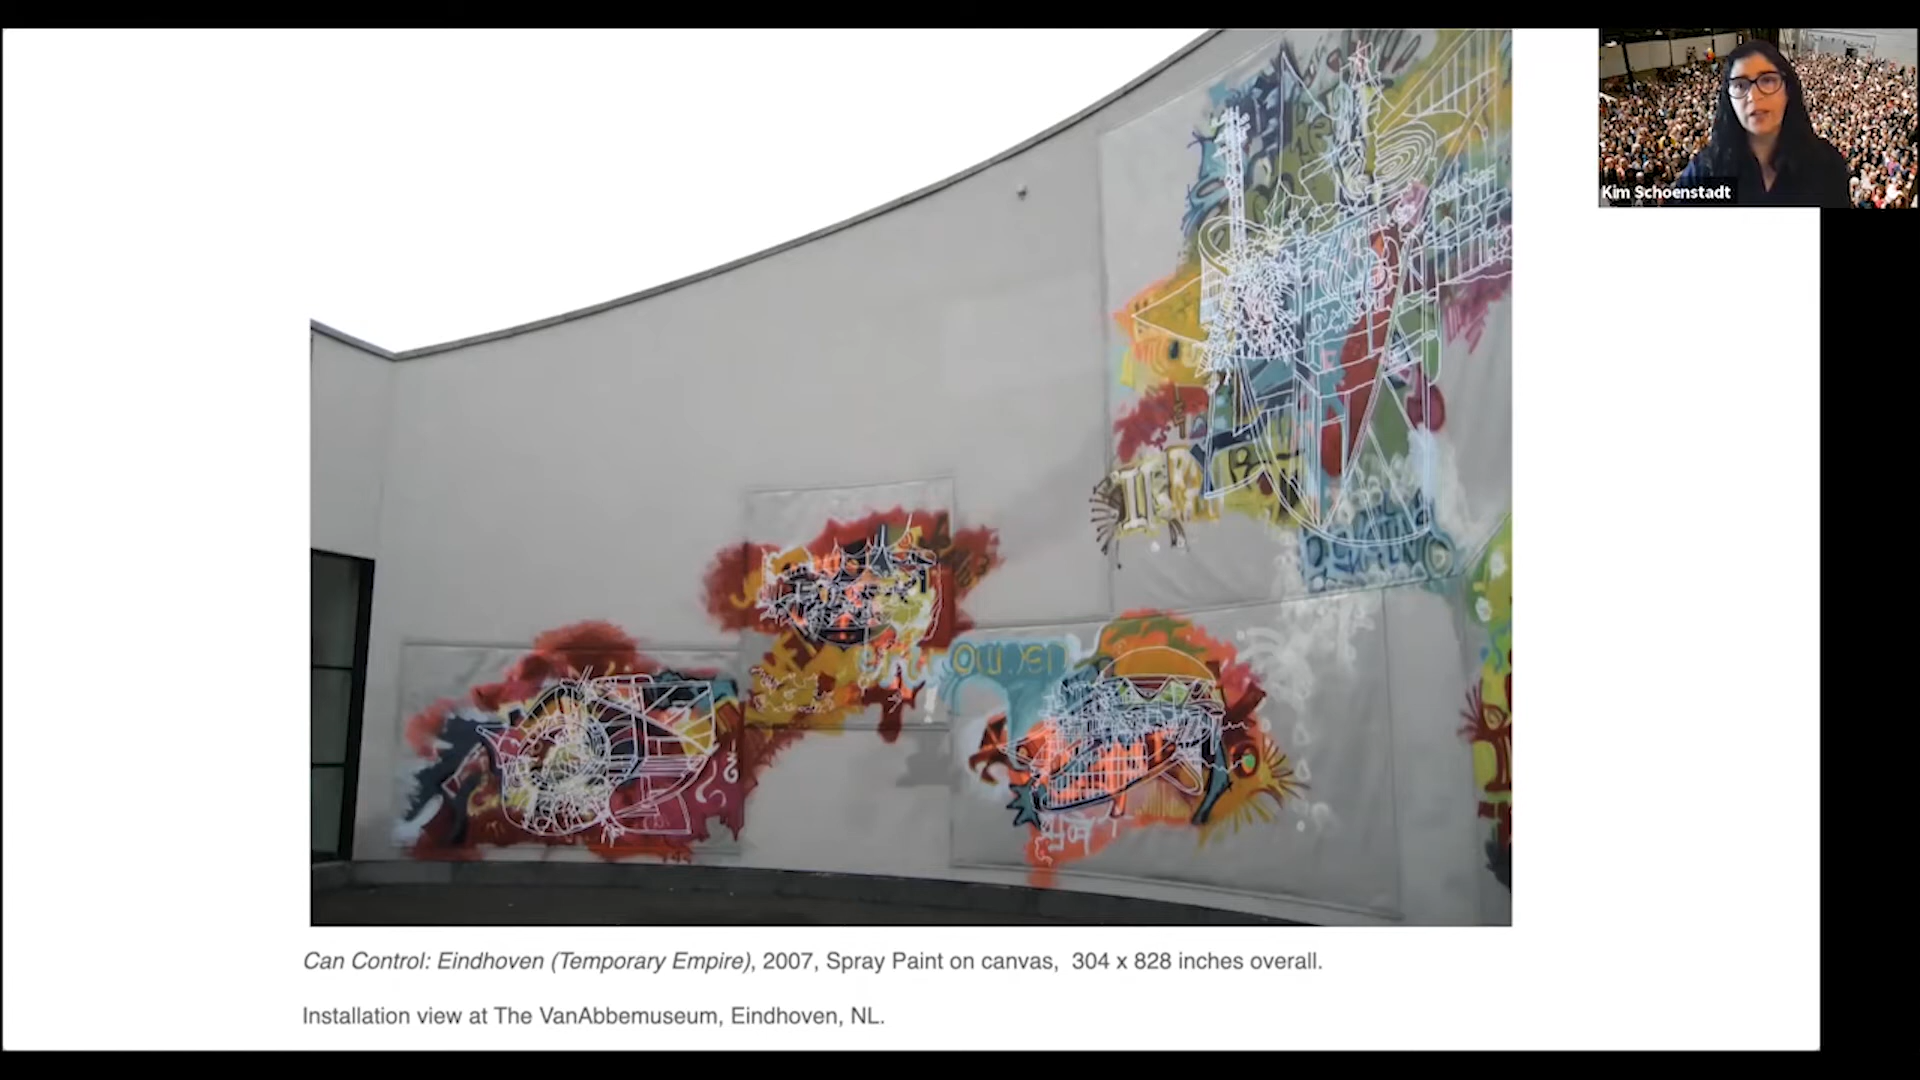 Kim Schoenstadt
Can Control: Eindhoven (Temporary Empire), 2007, Spray Paint on canvas,  304 x 828 inches overall.
Installation view at The VanAbbemuseum, Eindhoven, NL.